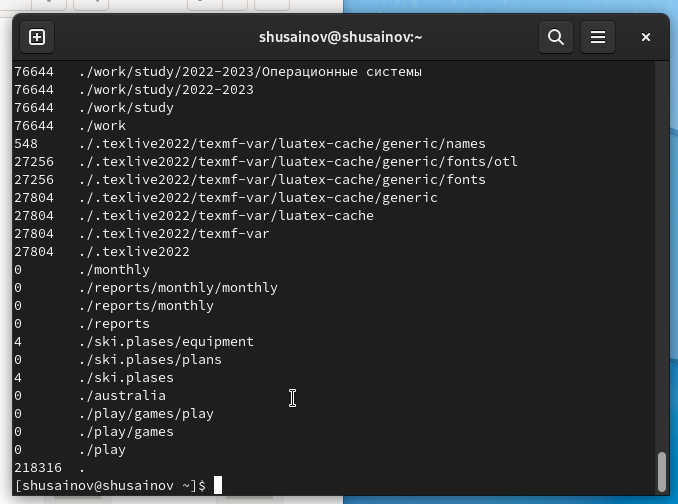 shusainov@shusainov:~
76644 ./work/study/2022-2023/Операционные системы
76644 ./work/study/2022-2023
76644 ./work/study
76644 ./work
548 ./.texlive2022/texmf-var/luatex-cache/generic/names
27256 ./.texlive2022/texmf-var/luatex-cache/generic/fonts/otl
27256 ./.texlive2022/texmf-var/luatex-cache/generic/fonts
27804 ./.texlive2022/texmf-var/luatex-cache/generic
27804 ./.texlive2022/texmf-var/luatex-cache
27804 ./.texlive2022/texmf-var
27804 ./.texlive2022
0 ./monthly
0 ./reports/monthly/monthly
0 ./reports/monthly
0 ./reports
4 ./ski.plases/equipment
0 ./ski.plases/plans
4 ./ski.plases
0 ./australia
0 ./play/games/play
0 ./play/games
0 ./play
218316 .
[shusainov@shusainov ~]$